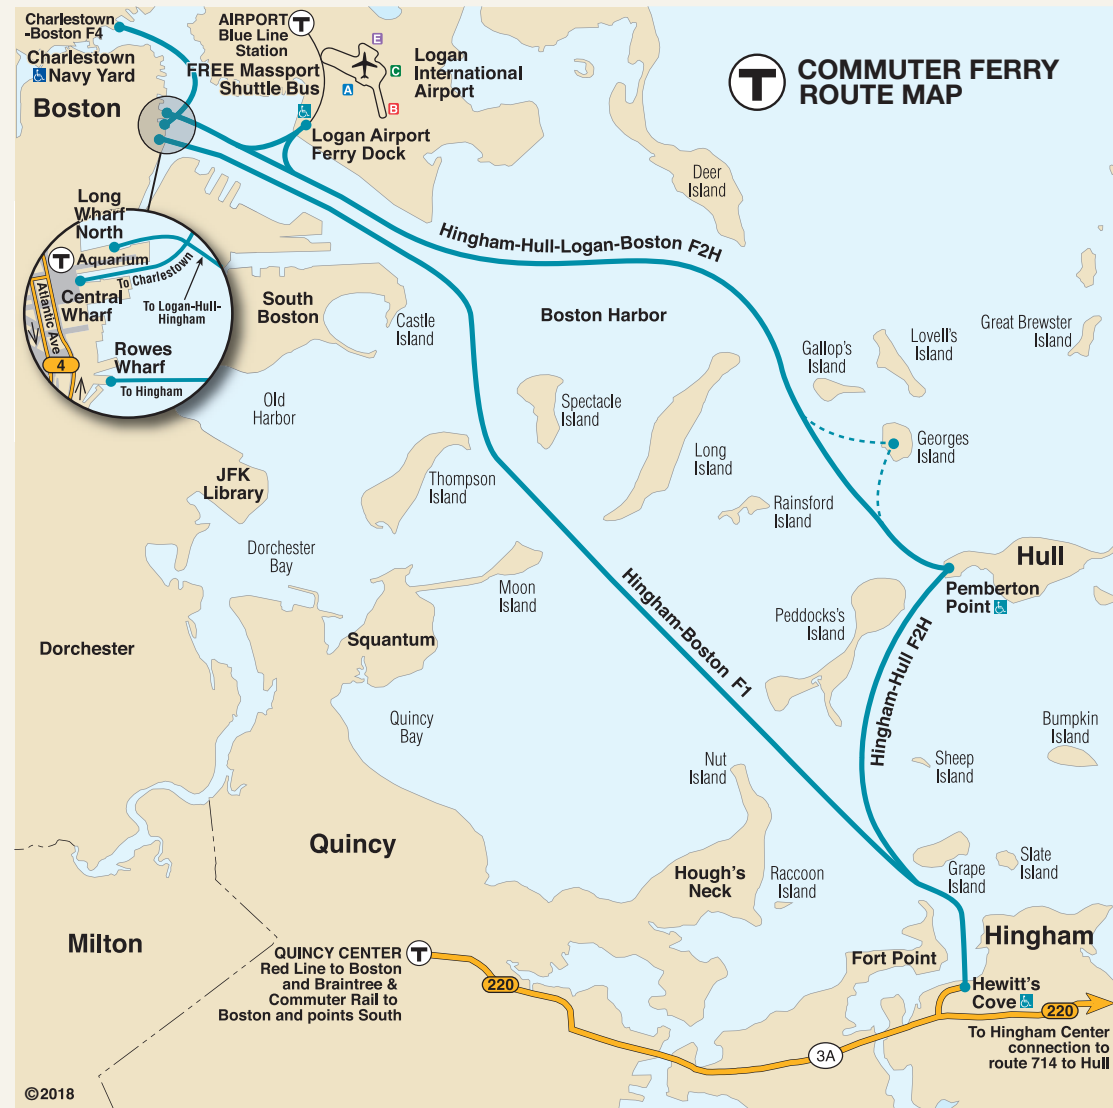 Charlestown
-Boston F4
Charlestown
Navy Yard
Boston
AIRPORT
Blue Line
Station
T
FREE Massport
Shuttle Bus
E
C
A
B
Logan
International
Airport
Logan Airport
Ferry Dock
T
COMMUTER FERRY
ROUTE MAP
Deer
Island
Long
Wharf
North
T
Aquarium
To Charlestown
Central
Wharf
To Logan-Hull-
Hingham
Atlantic Ave
4
Rowes
Wharf
To Hingham
Hingham-Hull-Logan-Boston F2H
South
Boston
Castle
Island
Boston Harbor
Gallop's
Island
Lovell's
Island
Great Brewster
Island
Old
Harbor
Spectacle
Island
Long
Island
Georges
Island
JFK
Library
Thompson
Island
Rainsford
Island
Dorchester
Bay
Moon
Island
Hull
Pemberton
Point
Peddocks's
Island
Squantum
Dorchester
Hingham-Boston F1
Hingham-Hull F2H
Quincy
Bay
Bumpkin
Island
Nut
Island
Sheep
Island
Quincy
Hough's
Neck
Raccoon
Island
Grape
Island
Slate
Island
Milton
Hingham
Fort Point
QUINCY CENTER
Red Line to Boston
and Braintree &
Commuter Rail to
Boston and points South
T
220
Hewitt's
Cove
220
To Hingham Center
connection to
route 714 to Hull
3A
©2018